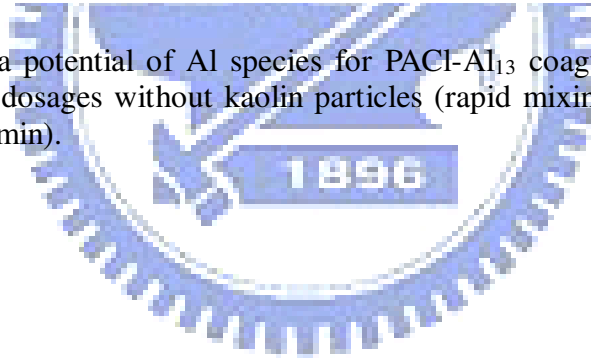 a potential of Al species for PACl-Al₁₃ coag
dosages without kaolin particles (rapid mixin
min).
1896